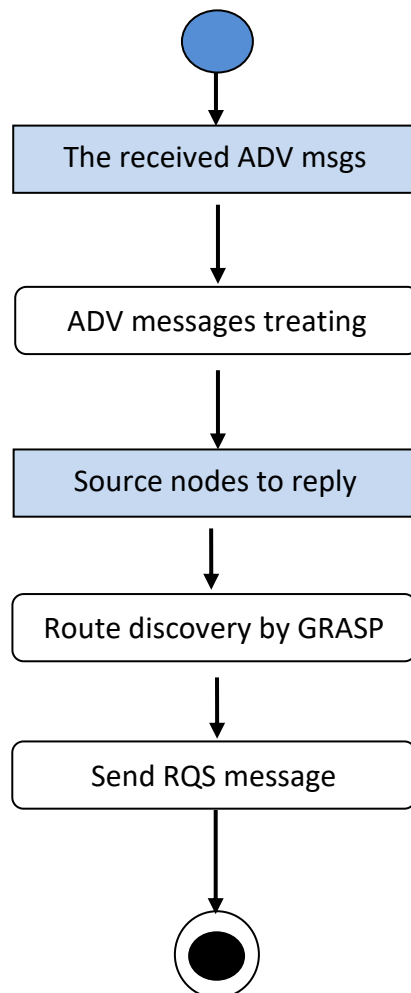 The received ADV msgs
ADV messages treating
Source nodes to reply
Route discovery by GRASP
Send RQS message